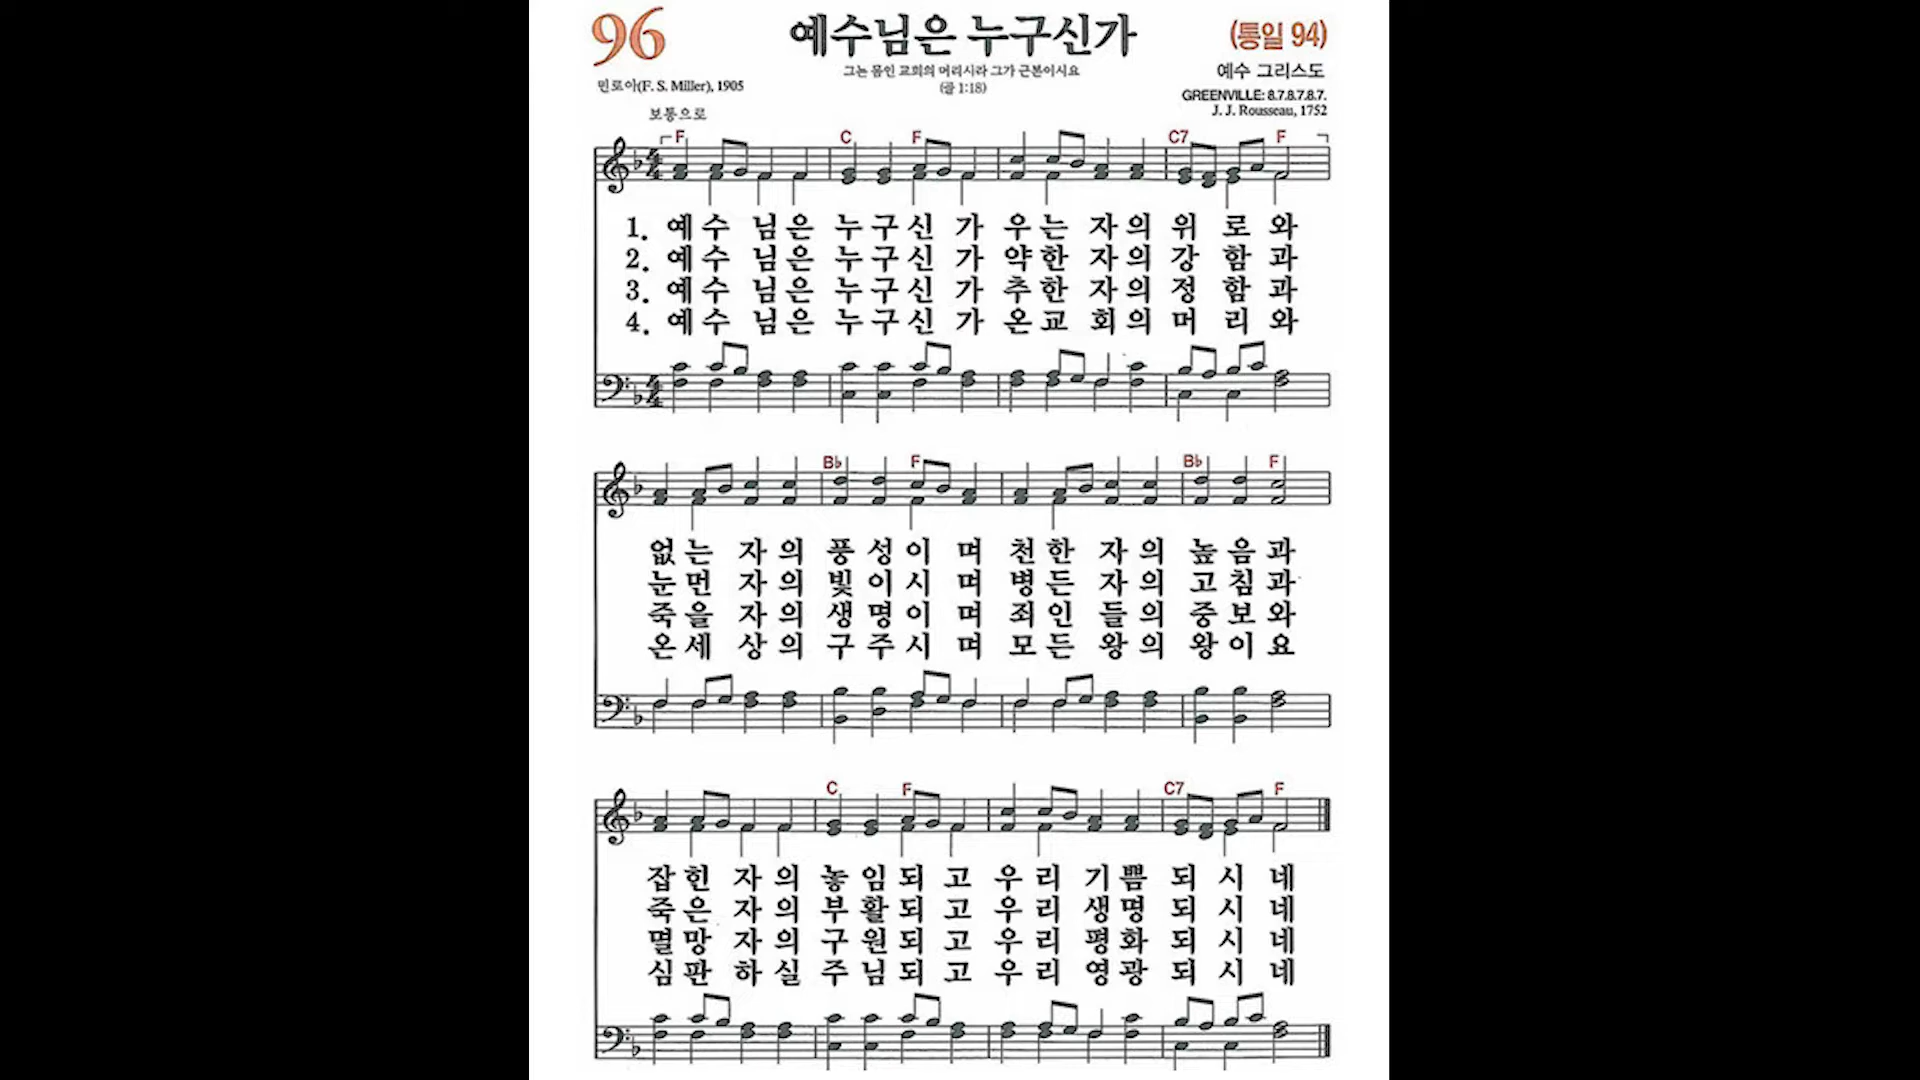 96
예수님은 누구신가
(통일 94)
그는 몸인 교회의 머리시라 그가 근본이시요
(골 1:18)
예수 그리스도
민로아(F. S. Miller), 1905
GREENVILLE: 8.7.8.7.8.7.
J. J. Rousseau, 1752
보통으로
F C F C7 F
1. 예수 님은 누구신 가 우는 자의 위 로 와
2. 예수 님은 누구신 가 약한 자의 강 함 과
3. 예수 님은 누구신 가 추한 자의 정 함 과
4. 예수 님은 누구신 가 온교 회의 머 리 와
B♭ F B♭ F
없는 자의 풍성이 며 천한 자의 높음과
눈먼 자의 빛이시 며 병든 자의 고침과
죽을 자의 생명이 며 죄인 들의 중보와
온세 상의 구주시 며 모든 왕의 왕이요
C F C7 F
잡힌 자의 놓임되 고 우리 기쁨 되 시 네
죽은 자의 부활되 고 우리 생명 되 시 네
멸망 자의 구원되 고 우리 평화 되 시 네
심판 하실 주님되 고 우리 영광 되 시 네